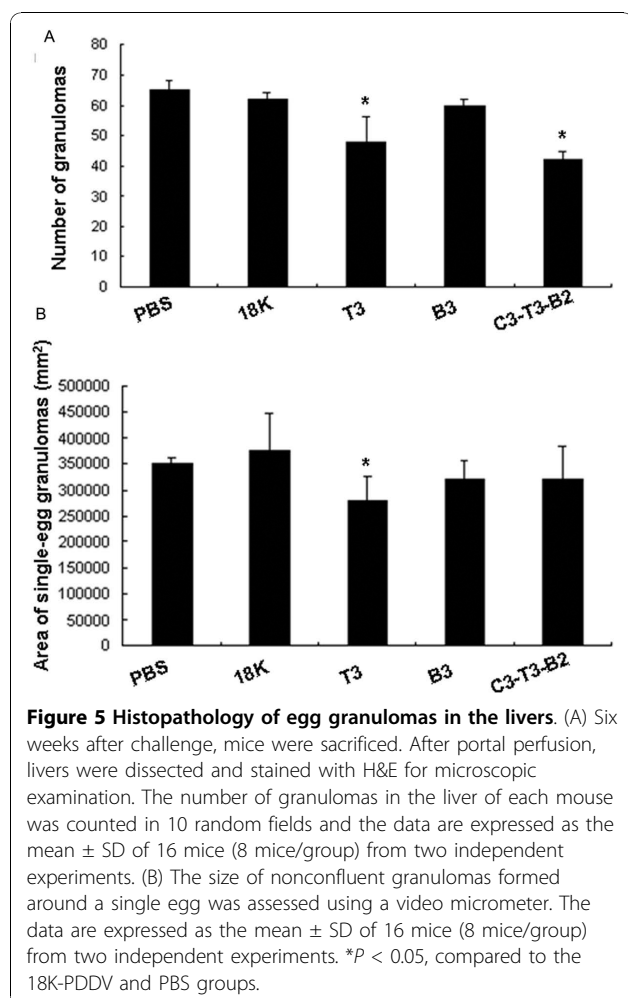 A
Number of granulomas
80
70
60
50
40
30
20
10
0
*
*
PBS
18K
T3
B3
C3-T3-B2
B
Area of single-egg granulomas (mm²)
500000
450000
400000
350000
300000
250000
200000
150000
100000
50000
0
*
PBS
18K
T3
B3
C3-T3-B2
Figure 5 Histopathology of egg granulomas in the livers. (A) Six
weeks after challenge, mice were sacrificed. After portal perfusion,
livers were dissected and stained with H&E for microscopic
examination. The number of granulomas in the liver of each mouse
was counted in 10 random fields and the data are expressed as the
mean ± SD of 16 mice (8 mice/group) from two independent
experiments. (B) The size of nonconfluent granulomas formed
around a single egg was assessed using a video micrometer. The
data are expressed as the mean ± SD of 16 mice (8 mice/group)
from two independent experiments. *P < 0.05, compared to the
18K-PDDV and PBS groups.